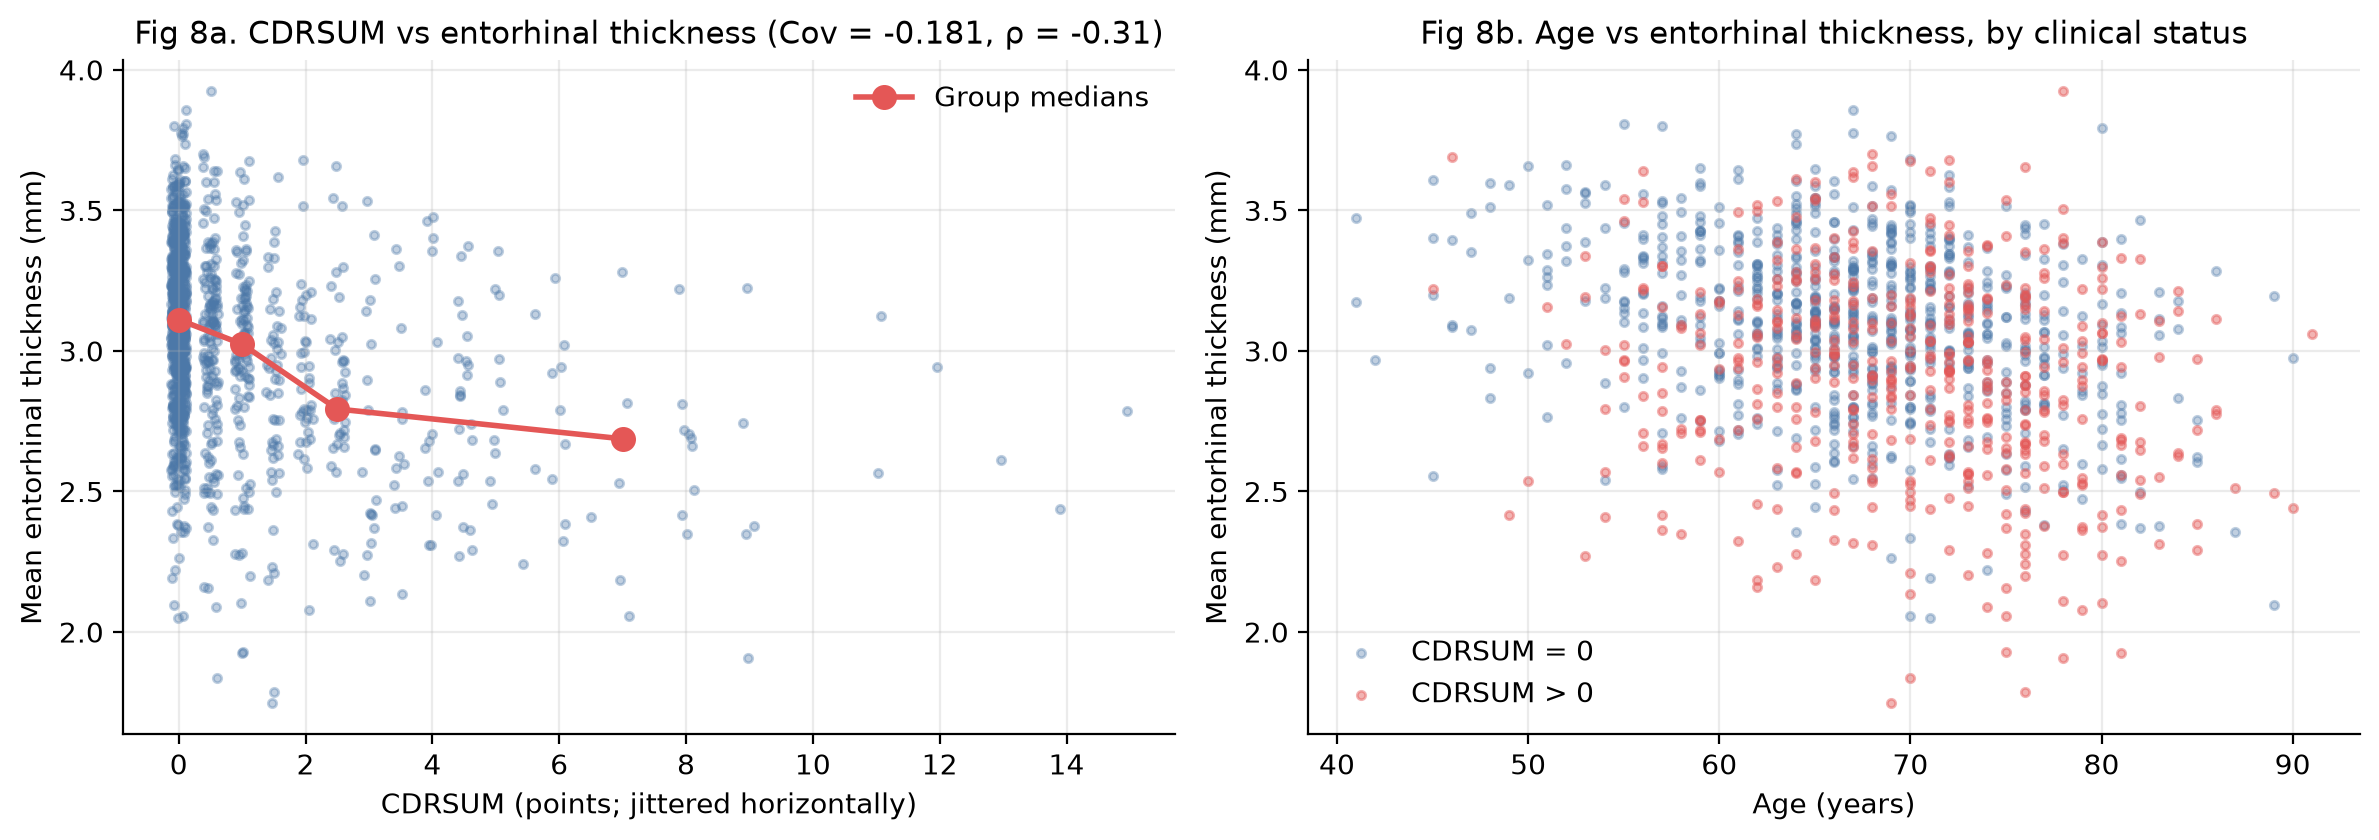 Fig 8a. CDRSUM vs entorhinal thickness (Cov = -0.181, ρ = -0.31)
Group medians
4.0
3.5
3.0
2.5
2.0
Mean entorhinal thickness (mm)
0 2 4 6 8 10 12 14
CDRSUM (points; jittered horizontally)
Fig 8b. Age vs entorhinal thickness, by clinical status
4.0
3.5
3.0
2.5
2.0
Mean entorhinal thickness (mm)
CDRSUM = 0
CDRSUM > 0
40 50 60 70 80 90
Age (years)